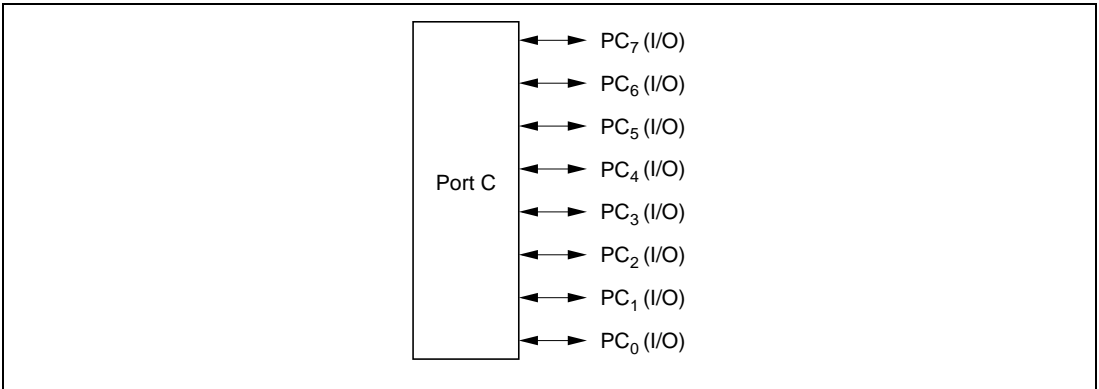 PC₇ (I/O)
PC₆ (I/O)
PC₅ (I/O)
PC₄ (I/O)
Port C
PC₃ (I/O)
PC₂ (I/O)
PC₁ (I/O)
PC₀ (I/O)